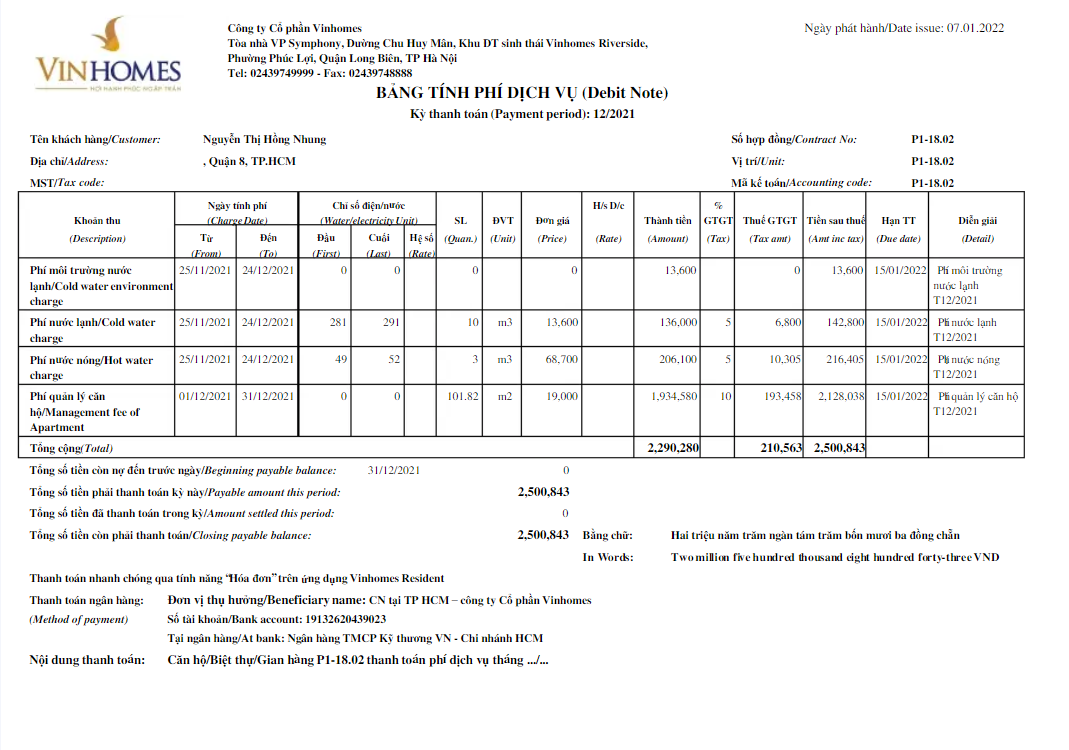 VINHOMES
NƠI HẠNH PHÚC NGẬP TRÀN
Công ty Cổ phần Vinhomes
Tòa nhà VP Symphony, Đường Chu Huy Mân, Khu DT sinh thái Vinhomes Riverside,
Phường Phúc Lợi, Quận Long Biên, TP Hà Nội
Tel: 02439749999 - Fax: 02439748888
Ngày phát hành/Date issue: 07.01.2022
BẢNG TÍNH PHÍ DỊCH VỤ (Debit Note)
Kỳ thanh toán (Payment period): 12/2021
Tên khách hàng/Customer: Nguyễn Thị Hồng Nhung Số hợp đồng/Contract No: P1-18.02
Địa chỉ/Address: , Quận 8, TP.HCM Vị trí/Unit: P1-18.02
MST/Tax code: Mã kế toán/Accounting code: P1-18.02
Khoản thu (Description) Ngày tính phí (Charge Date) Từ (From) Đến (To) Chỉ số điện/nước (Water/electricity Unit) Đầu (First) Cuối (Last) Hệ số (Rate) SL (Quan.) ĐVT (Unit) Đơn giá (Price) H/s D/c (Rate) Thành tiền (Amount) % GTGT (Tax) Thuế GTGT (Tax amt) Tiền sau thuế (Amt inc tax) Hạn TT (Due date) Diễn giải (Detail)
Phí môi trường nước 25/11/2021 24/12/2021 0 0 0 0 13,600 0 13,600 15/01/2022 Phí môi trường
lạnh/Cold water environment nước lạnh
charge T12/2021
Phí nước lạnh/Cold water 25/11/2021 24/12/2021 281 291 10 m3 13,600 136,000 5 6,800 142,800 15/01/2022 Phí nước lạnh
charge T12/2021
Phí nước nóng/Hot water 25/11/2021 24/12/2021 49 52 3 m3 68,700 206,100 5 10,305 216,405 15/01/2022 Phí nước nóng
charge T12/2021
Phí quản lý căn 01/12/2021 31/12/2021 0 0 101.82 m2 19,000 1,934,580 10 193,458 2,128,038 15/01/2022 Phí quản lý căn hộ
hộ/Management fee of T12/2021
Apartment
Tổng cộng(Total) 2,290,280 210,563 2,500,843
Tổng số tiền còn nợ đến trước ngày/Beginning payable balance: 31/12/2021 0
Tổng số tiền phải thanh toán kỳ này/Payable amount this period: 2,500,843
Tổng số tiền đã thanh toán trong kỳ/Amount settled this period: 0
Tổng số tiền còn phải thanh toán/Closing payable balance: 2,500,843 Bằng chữ: Hai triệu năm trăm ngàn tám trăm bốn mươi ba đồng chẵn
In Words: Two million five hundred thousand eight hundred forty-three VND
Thanh toán nhanh chóng qua tính năng "Hóa đơn" trên ứng dụng Vinhomes Resident
Thanh toán ngân hàng: Đơn vị thụ hưởng/Beneficiary name: CN tại TP HCM – công ty Cổ phần Vinhomes
(Method of payment) Số tài khoản/Bank account: 19132620439023
Tại ngân hàng/At bank: Ngân hàng TMCP Kỹ thương VN - Chi nhánh HCM
Nội dung thanh toán: Căn hộ/Biệt thự/Gian hàng P1-18.02 thanh toán phí dịch vụ tháng .../...